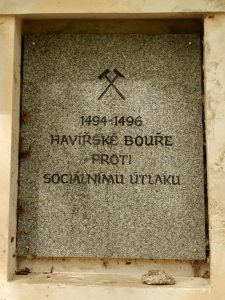 1494-1496
HAVÍŘSKÉ BOUŘE
PROTI
SOCIÁLNÍMU ÚTLAKU